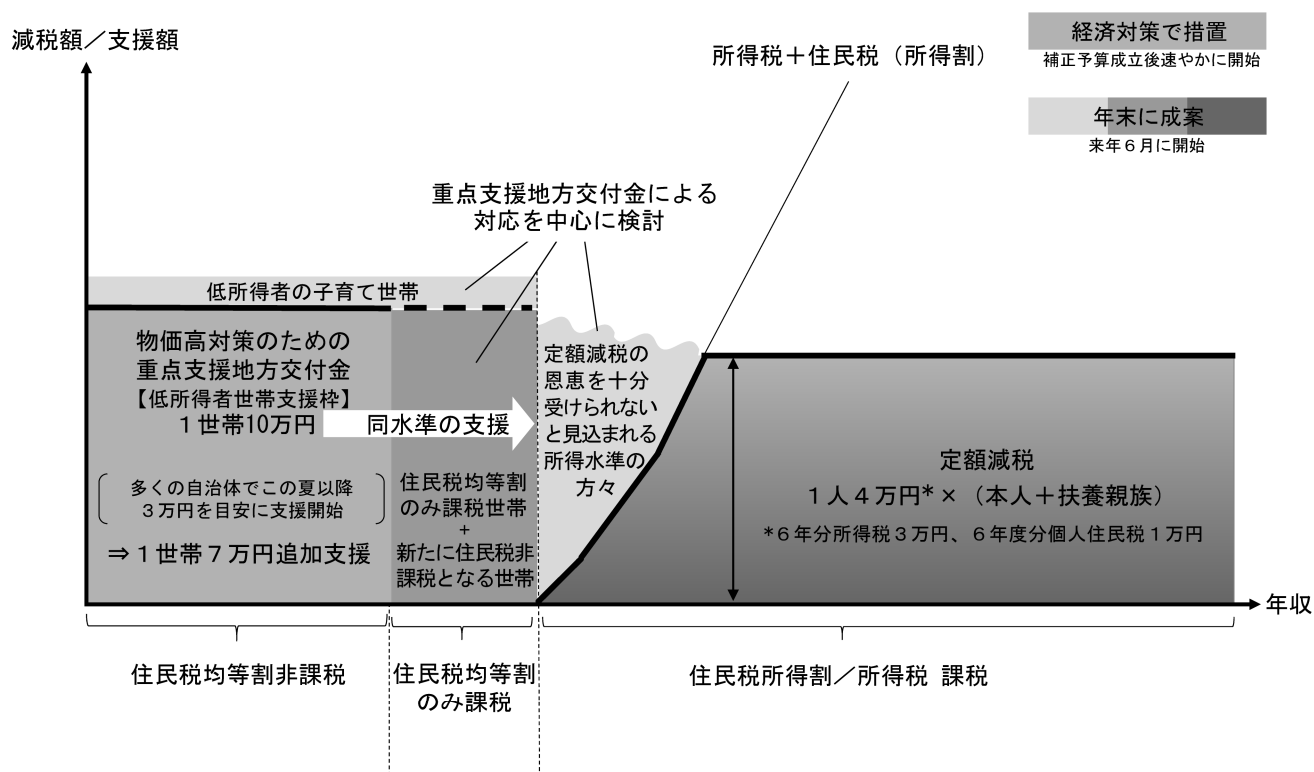 減税額／支援額
所得税＋住民税（所得割）
経済対策で措置
補正予算成立後速やかに開始
年末に成案
来年６月に開始
重点支援地方交付金による
対応を中心に検討
低所得者の子育て世帯
物価高対策のための
重点支援地方交付金
【低所得者世帯支援枠】
１世帯10万円
同水準の支援
多くの自治体でこの夏以降
３万円を目安に支援開始
⇒１世帯７万円追加支援
住民税均等割
のみ課税世帯
+
新たに住民税非
課税となる世帯
定額減税の
恩恵を十分
受けられない
と見込まれる
所得水準の
方々
定額減税
１人４万円*×（本人＋扶養親族）
*６年分所得税３万円、６年度分個人住民税１万円
年収
住民税均等割非課税
住民税均等割
のみ課税
住民税所得割／所得税 課税